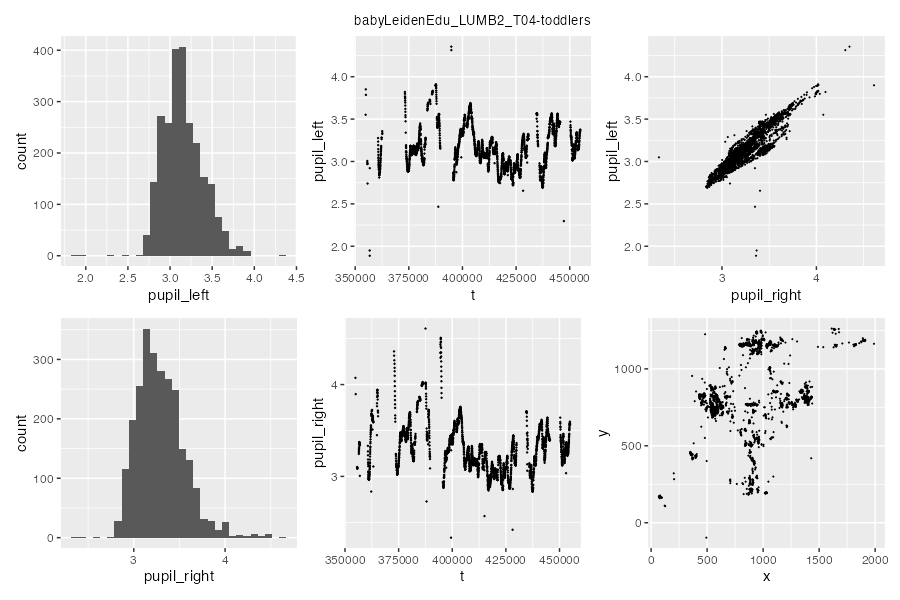 babyLeidenEdu_LUMB2_T04-toddlers
count
400
300
200
100
0
2.0 2.5 3.0 3.5 4.0 4.5
pupil_left
pupil_left
4.0
3.5
3.0
2.5
2.0
350000 375000 400000 425000 450000
t
pupil_left
4.0
3.5
3.0
2.5
2.0
3 4
pupil_right
count
300
200
100
0
3 4
pupil_right
pupil_right
4
3
350000 375000 400000 425000 450000
t
y
1000
500
0
0 500 1000 1500 2000
x